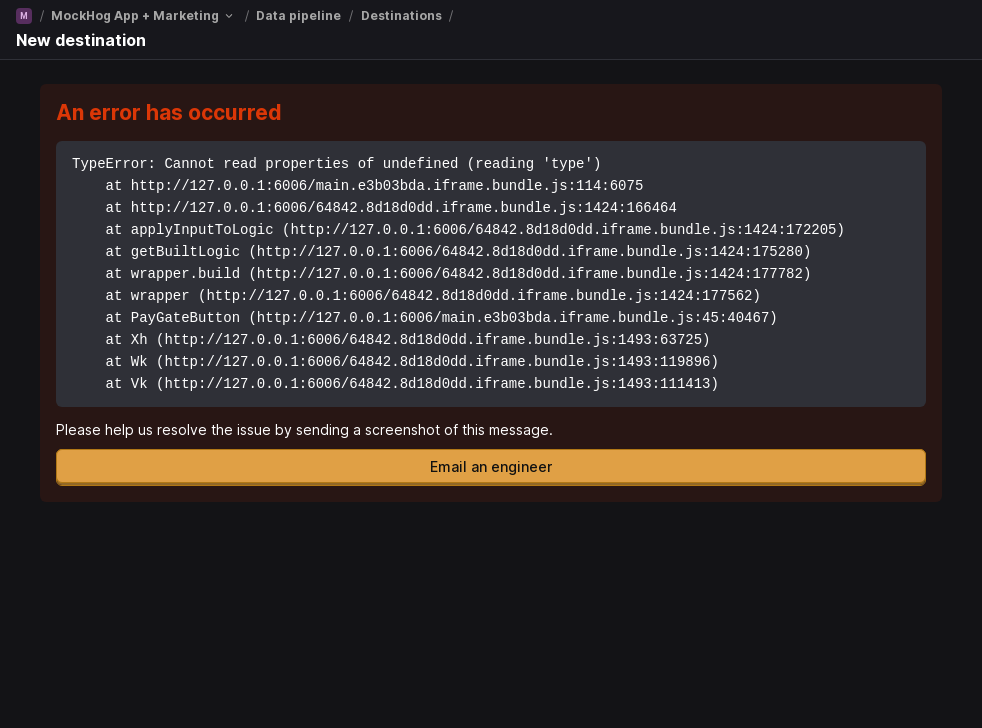 M / MockHog App + Marketing / Data pipeline / Destinations /
New destination
An error has occurred
TypeError: Cannot read properties of undefined (reading 'type')
    at http://127.0.0.1:6006/main.e3b03bda.iframe.bundle.js:114:6075
    at http://127.0.0.1:6006/64842.8d18d0dd.iframe.bundle.js:1424:166464
    at applyInputToLogic (http://127.0.0.1:6006/64842.8d18d0dd.iframe.bundle.js:1424:172205)
    at getBuiltLogic (http://127.0.0.1:6006/64842.8d18d0dd.iframe.bundle.js:1424:175280)
    at wrapper.build (http://127.0.0.1:6006/64842.8d18d0dd.iframe.bundle.js:1424:177782)
    at wrapper (http://127.0.0.1:6006/64842.8d18d0dd.iframe.bundle.js:1424:177562)
    at PayGateButton (http://127.0.0.1:6006/main.e3b03bda.iframe.bundle.js:45:40467)
    at Xh (http://127.0.0.1:6006/64842.8d18d0dd.iframe.bundle.js:1493:63725)
    at Wk (http://127.0.0.1:6006/64842.8d18d0dd.iframe.bundle.js:1493:119896)
    at Vk (http://127.0.0.1:6006/64842.8d18d0dd.iframe.bundle.js:1493:111413)
Please help us resolve the issue by sending a screenshot of this message.
Email an engineer